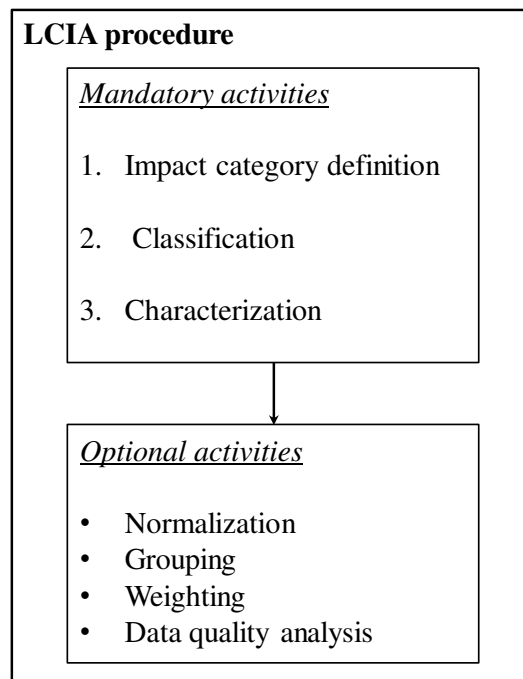 LCIA procedure
Mandatory activities
1. Impact category definition
2. Classification
3. Characterization
Optional activities
• Normalization
• Grouping
• Weighting
• Data quality analysis